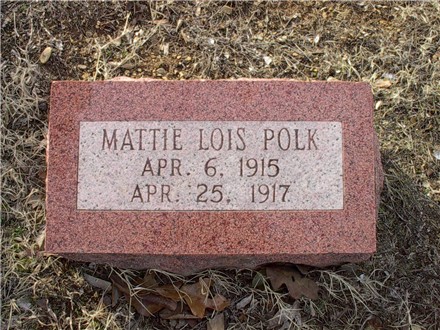 MATTIE LOIS POLK
APR. 6, 1915
APR. 25, 1917